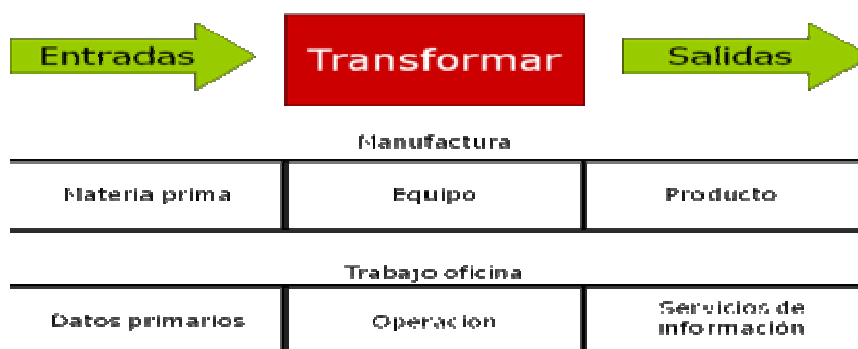 Entradas
Transformar
Salidas
Manufactura
Materia prima
Equipo
Producto
Trabajo oficina
Datos primarios
Operacion
Servicios de
información